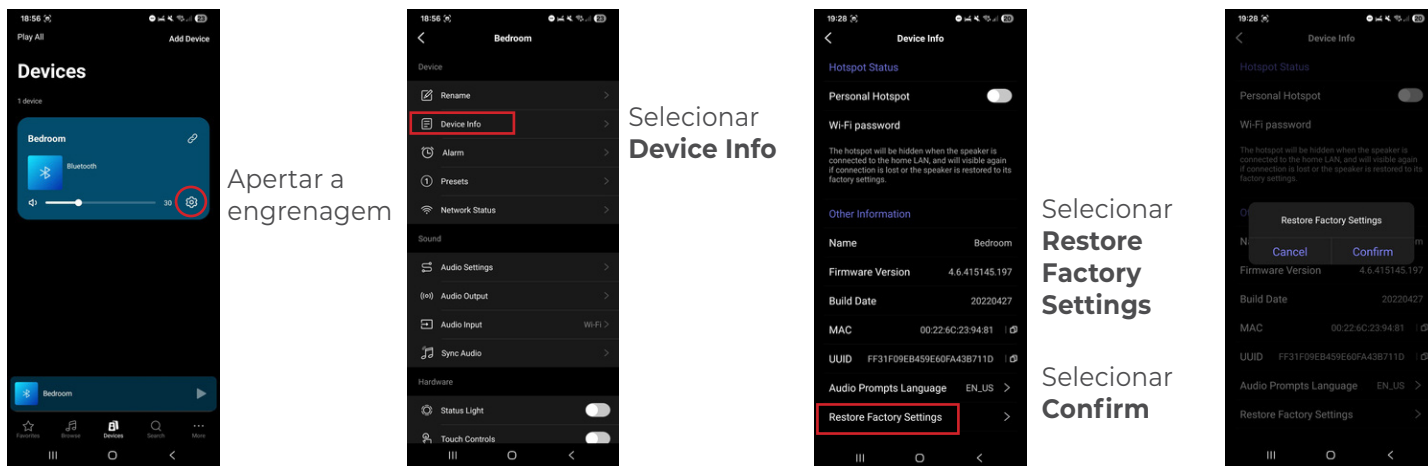 18:56
23
Play All
Add Device
Devices
1 device
Bedroom
Bluetooth
30
Bedroom
Favorites
Browse
Devices
Search
More
Apertar a
engrenagem
18:56
23
Bedroom
Device
Rename
Device Info
Alarm
1 Presets
Network Status
Sound
Audio Settings
Audio Output
Audio Input
Wi-Fi >
Sync Audio
Hardware
Status Light
Touch Controls
Selecionar
Device Info
19:28
20
Device Info
Hotspot Status
Personal Hotspot
Wi-Fi password
The hotspot will be hidden when the speaker is
connected to the home LAN, and will visible again
if connection is lost or the speaker is restored to its
factory settings.
Other Information
Name Bedroom
Firmware Version 4.6.415145.197
Build Date 20220427
MAC 00:22:6C:23:94:81
UUID FF31F09EB459E60FA43B711D
Audio Prompts Language EN_US >
Restore Factory Settings >
Selecionar
Restore
Factory
Settings
Selecionar
Confirm
19:28
20
Device Info
Hotspot Status
Personal Hotspot
Wi-Fi password
The hotspot will be hidden when the speaker is
connected to the home LAN, and will visible again
if connection is lost or the speaker is restored to its
factory settings.
Restore Factory Settings
Cancel Confirm
Firmware Version 4.6.415145.197
Build Date 20220427
MAC 00:22:6C:23:94:81
UUID FF31F09EB459E60FA43B711D
Audio Prompts Language EN_US >
Restore Factory Settings >